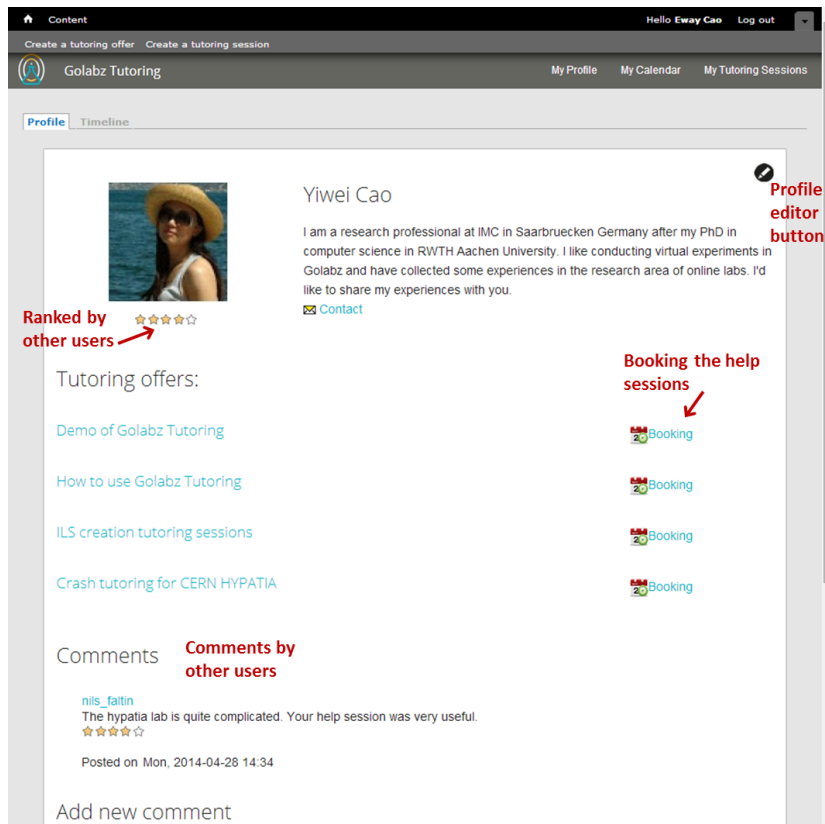 Content
Hello Eway Cao Log out
Create a tutoring offer Create a tutoring session
Golabz Tutoring
My Profile My Calendar My Tutoring Sessions
Profile Timeline
Profile
editor
button
Yiwei Cao
I am a research professional at IMC in Saarbruecken Germany after my PhD in
computer science in RWTH Aachen University. I like conducting virtual experiments in
Golabz and have collected some experiences in the research area of online labs. I'd
like to share my experiences with you.
Contact
Ranked by
other users
Booking the help
sessions
Tutoring offers:
Demo of Golabz Tutoring
Booking
How to use Golabz Tutoring
Booking
ILS creation tutoring sessions
Booking
Crash tutoring for CERN HYPATIA
Booking
Comments
Comments by
other users
nils_faltin
The hypatia lab is quite complicated. Your help session was very useful.
Posted on Mon, 2014-04-28 14:34
Add new comment